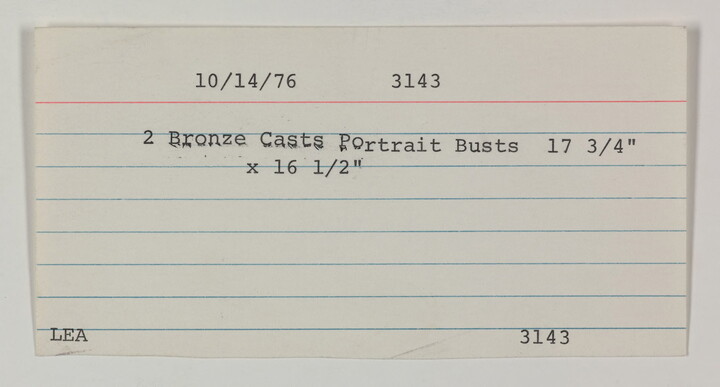 10/14/76 3143
2 Bronze Casts Portrait Busts 17 3/4"
x 16 1/2"
LEA 3143